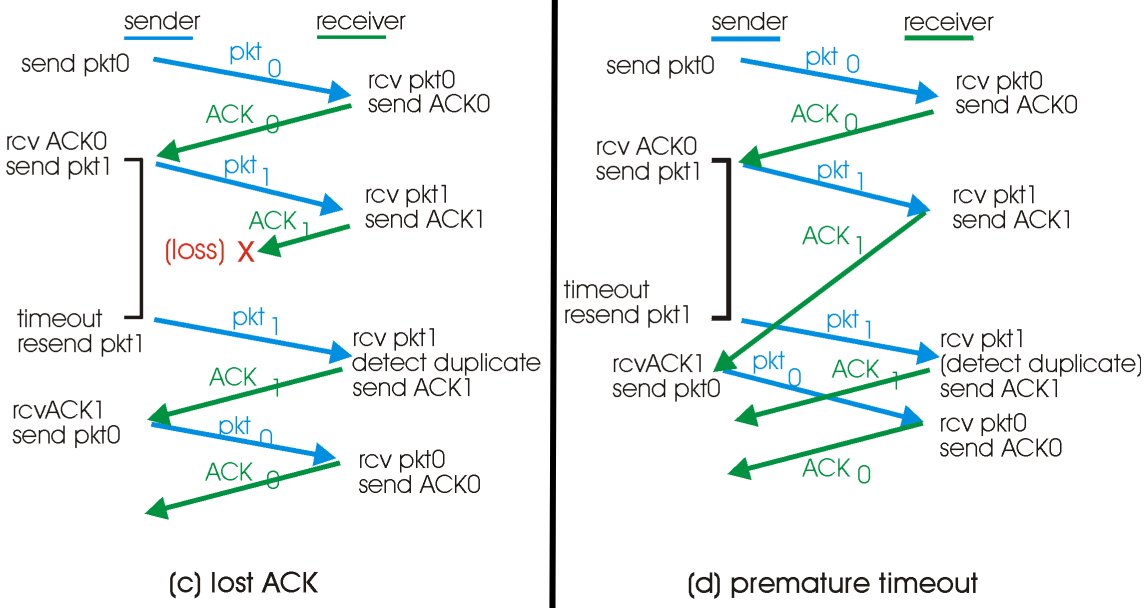 sender
receiver
send pkt0
pkt 0
rcv pkt0
send ACK0
ACK 0
rcv ACK0
send pkt1
pkt 1
rcv pkt1
send ACK1
ACK 1
(loss) X
timeout
resend pkt1
pkt 1
rcv pkt1
detect duplicate
send ACK1
ACK 1
rcvACK1
send pkt0
pkt 0
rcv pkt0
send ACK0
ACK 0
(c) lost ACK
sender
receiver
send pkt0
pkt 0
rcv pkt0
send ACK0
ACK 0
rcv ACK0
send pkt1
pkt 1
rcv pkt1
send ACK1
ACK 1
timeout
resend pkt1
pkt 1
rcv pkt1
(detect duplicate)
send ACK1
rcvACK1
send pkt0
pkt 0
ACK 1
rcv pkt0
send ACK0
ACK 0
(d) premature timeout